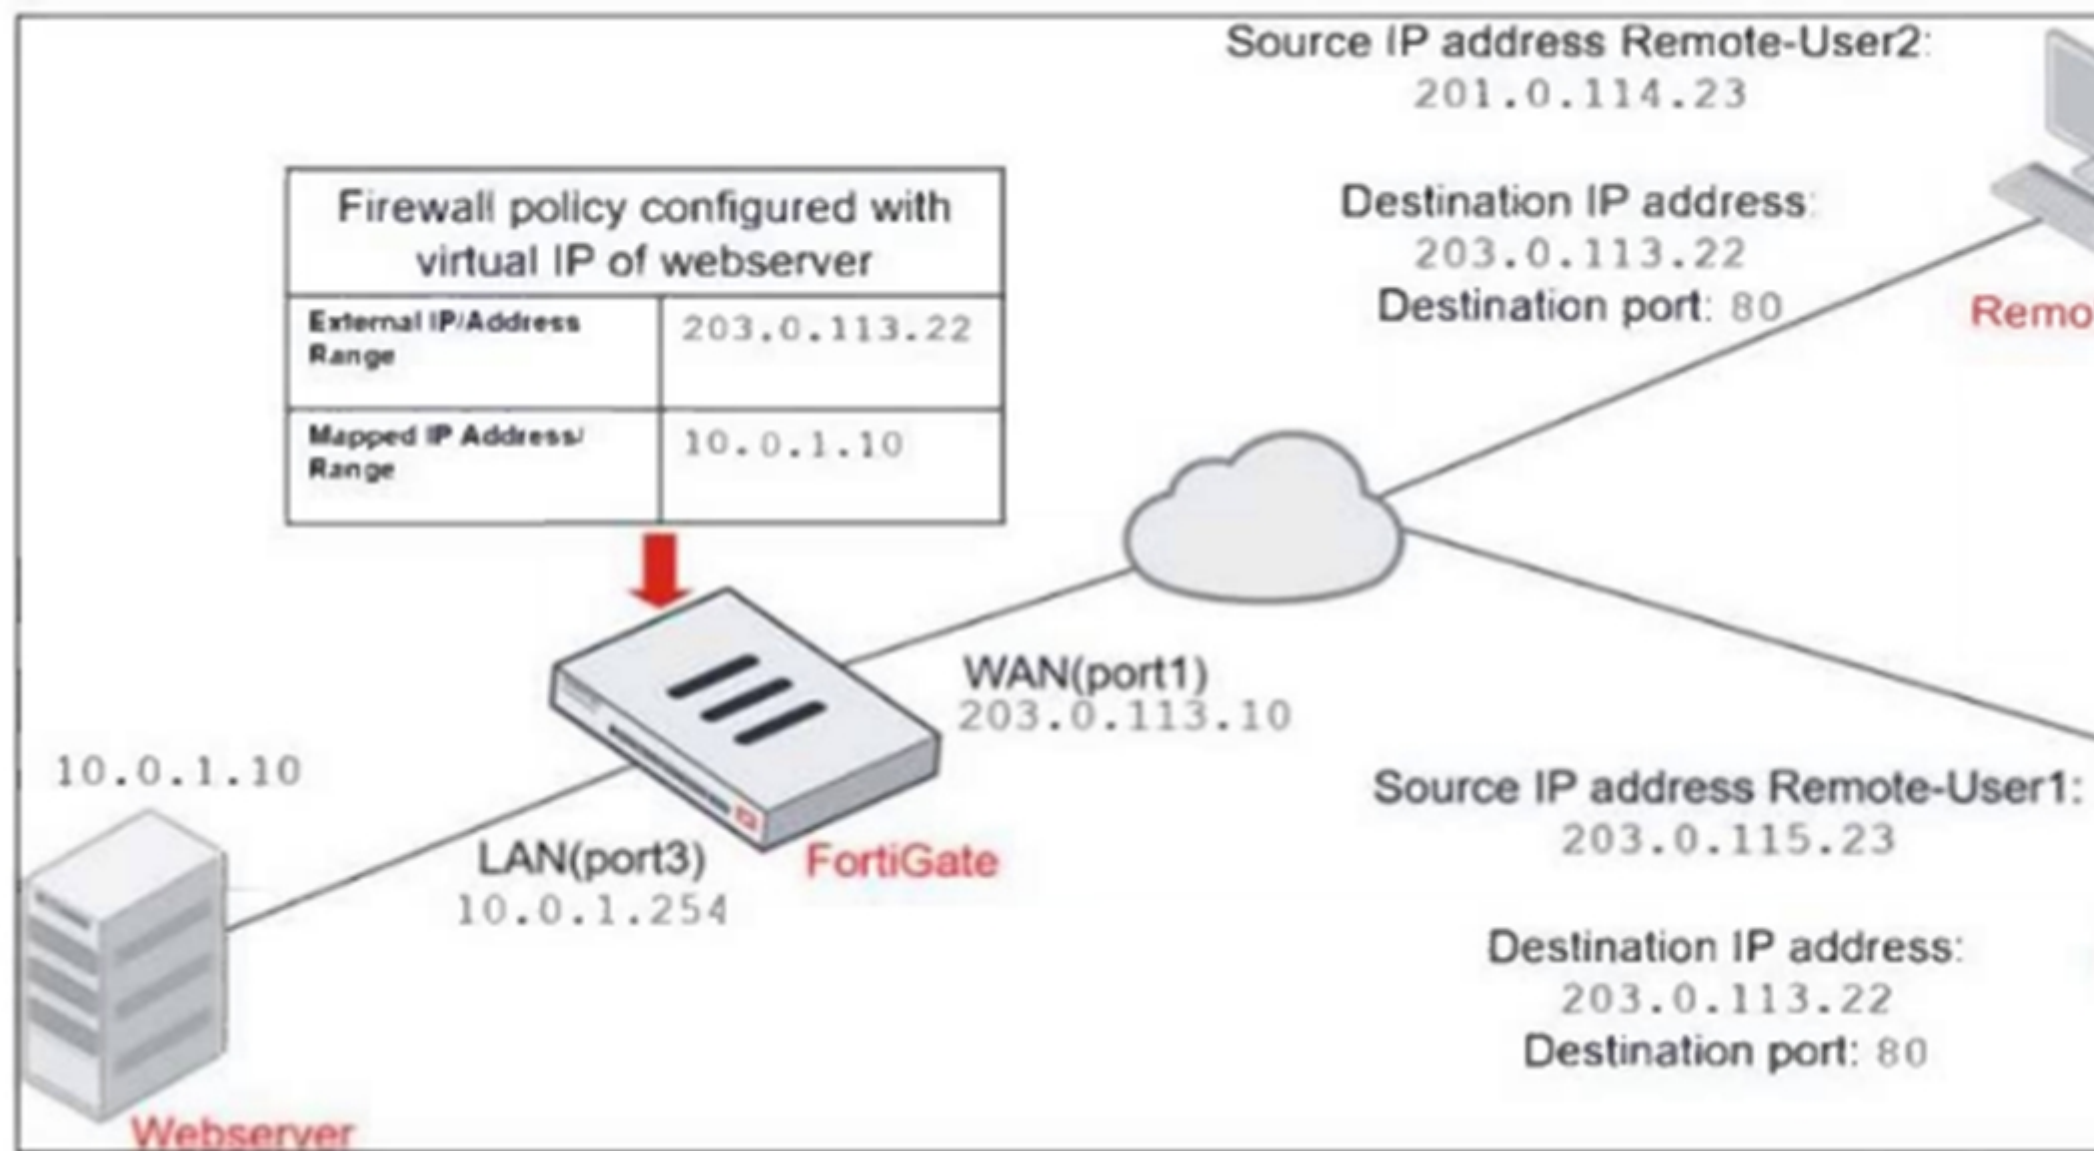 Source IP address Remote-User2:
201.0.114.23
Destination IP address:
203.0.113.22
Destination port: 80
Remo
Firewall policy configured with
virtual IP of webserver
External IP/Address
Range
203.0.113.22
Mapped IP Address/
Range
10.0.1.10
WAN(port1)
203.0.113.10
10.0.1.10
LAN(port3)
10.0.1.254
FortiGate
Webserver
Source IP address Remote-User1:
203.0.115.23
Destination IP address:
203.0.113.22
Destination port: 80